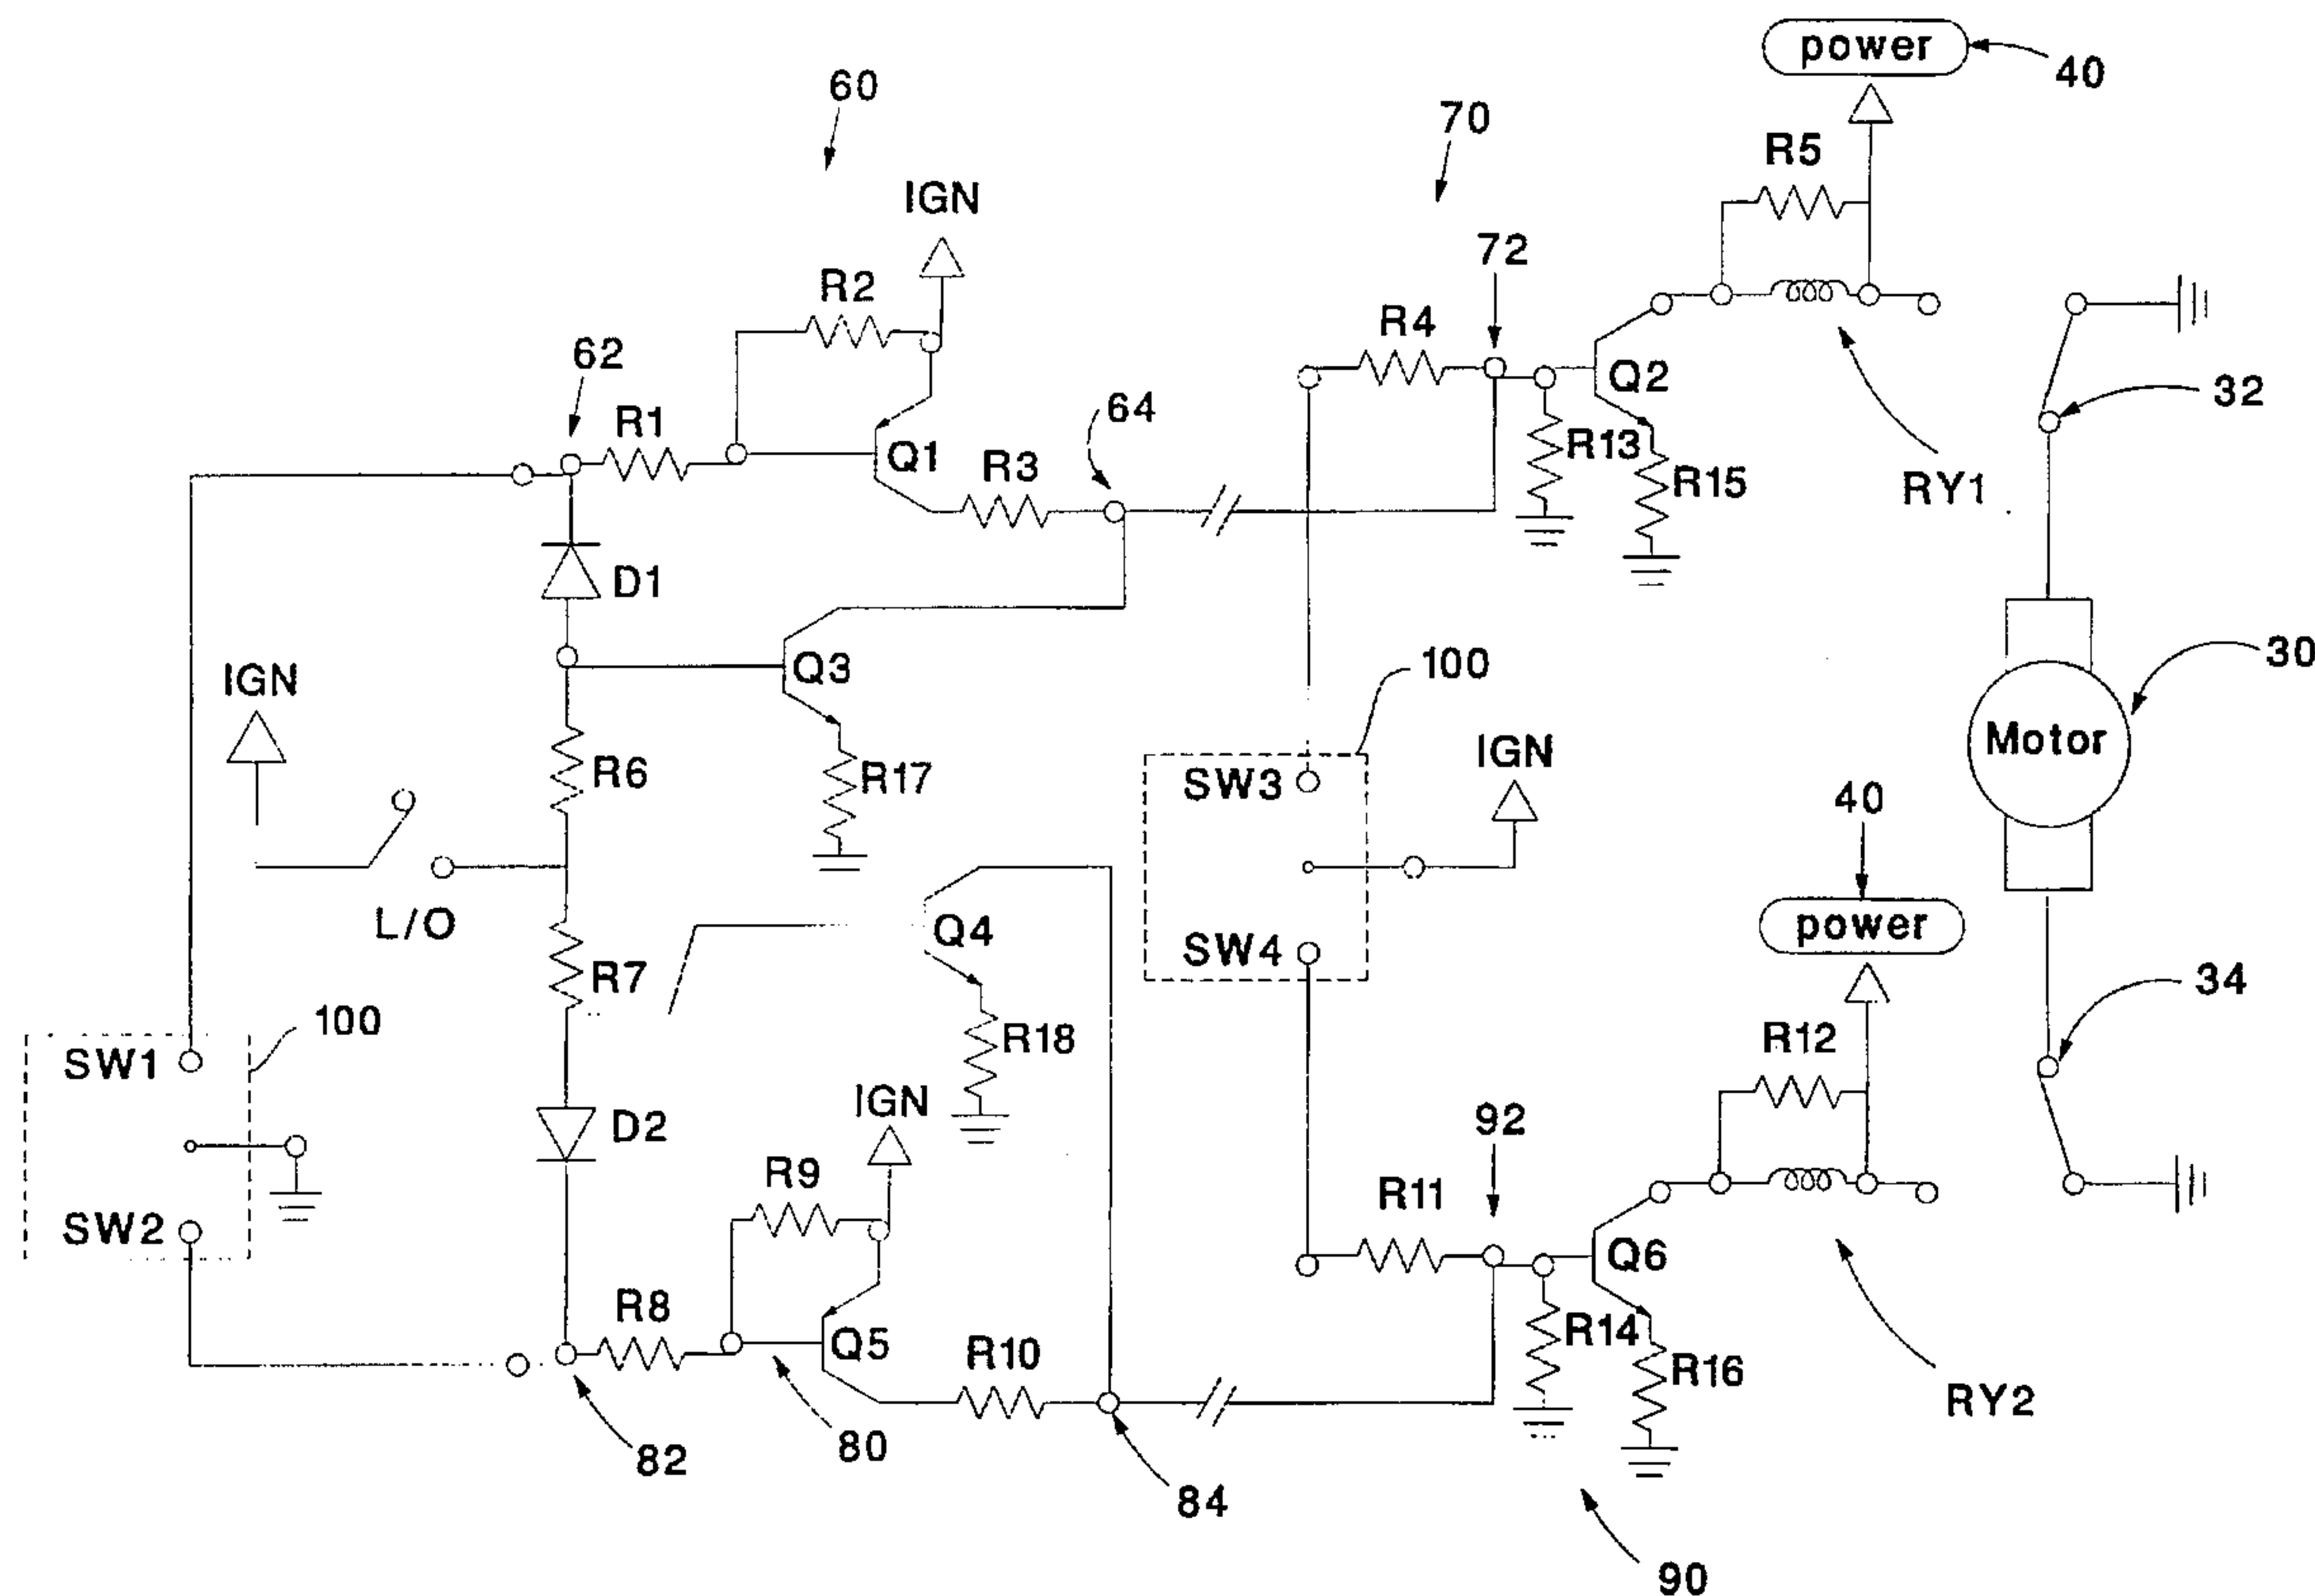 power
40
60
70
R5
IGN
72
R2
R4
62
32
64
R1
Q2
Q1
R3
R13
R15
RY1
D1
30
Q3
100
IGN
Motor
IGN
R6
R17
SW3
40
L/O
Q4
power
SW4
R7
34
100
R18
R12
SW1
IGN
D2
92
R9
R11
SW2
Q6
R8
Q5
R10
R14
R16
RY2
82
80
84
90